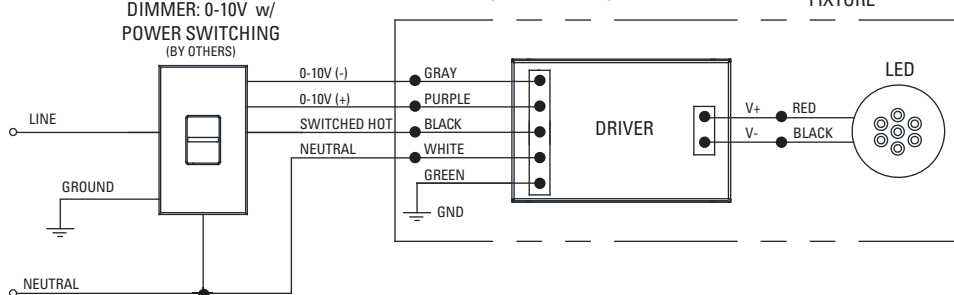 DIMMER: 0-10V w/
POWER SWITCHING
(BY OTHERS)
FIXTURE
LINE
GROUND
NEUTRAL
0-10V (-)
0-10V (+)
SWITCHED HOT
NEUTRAL
GRAY
PURPLE
BLACK
WHITE
GREEN
GND
DRIVER
V+
V-
RED
BLACK
LED